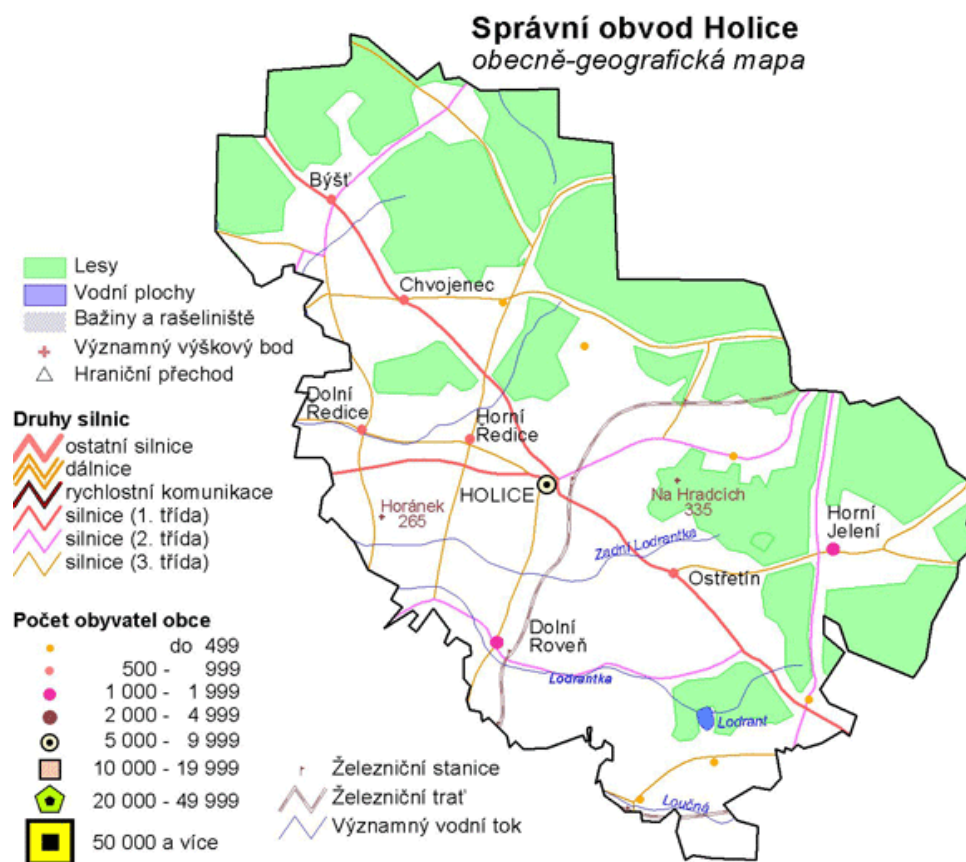 Správní obvod Holice
obecně-geografická mapa
Býšť
Chvojenec
Lesy
Vodní plochy
Bažiny a rašeliniště
Významný výškový bod
Hraniční přechod
Dolní
Ředice
Horní
Ředice
HOLICE
Na Hradcích
335
Horánek
265
Horní
Jelení
Zadní Lodrantka
Ostřetín
Dolní
Roveň
Lodrantka
Lodrant
Loučná
Druhy silnic
ostatní silnice
dálnice
rychlostní komunikace
silnice (1. třída)
silnice (2. třída)
silnice (3. třída)
Počet obyvatel obce
do 499
500 - 999
1 000 - 1 999
2 000 - 4 999
5 000 - 9 999
10 000 - 19 999
20 000 - 49 999
50 000 a více
Železniční stanice
Železniční trať
Významný vodní tok